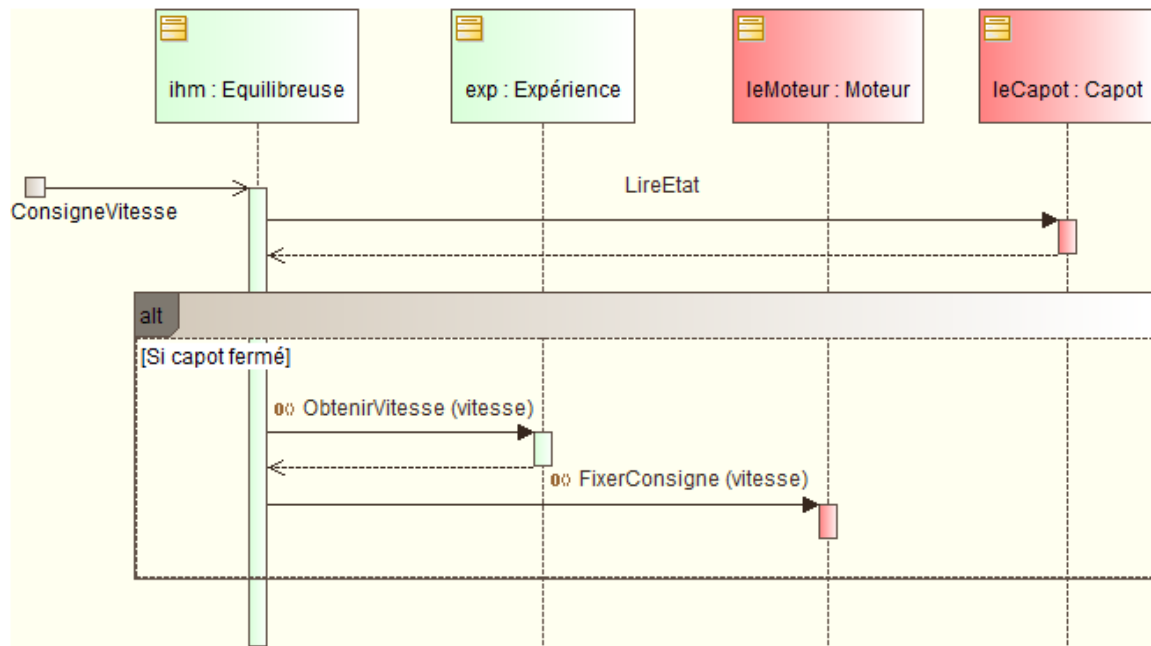 ihm : Equilibreuse
exp : Expérience
leMoteur : Moteur
leCapot : Capot
ConsigneVitesse
LireEtat
alt
[Si capot fermé]
ObtenirVitesse (vitesse)
FixerConsigne (vitesse)